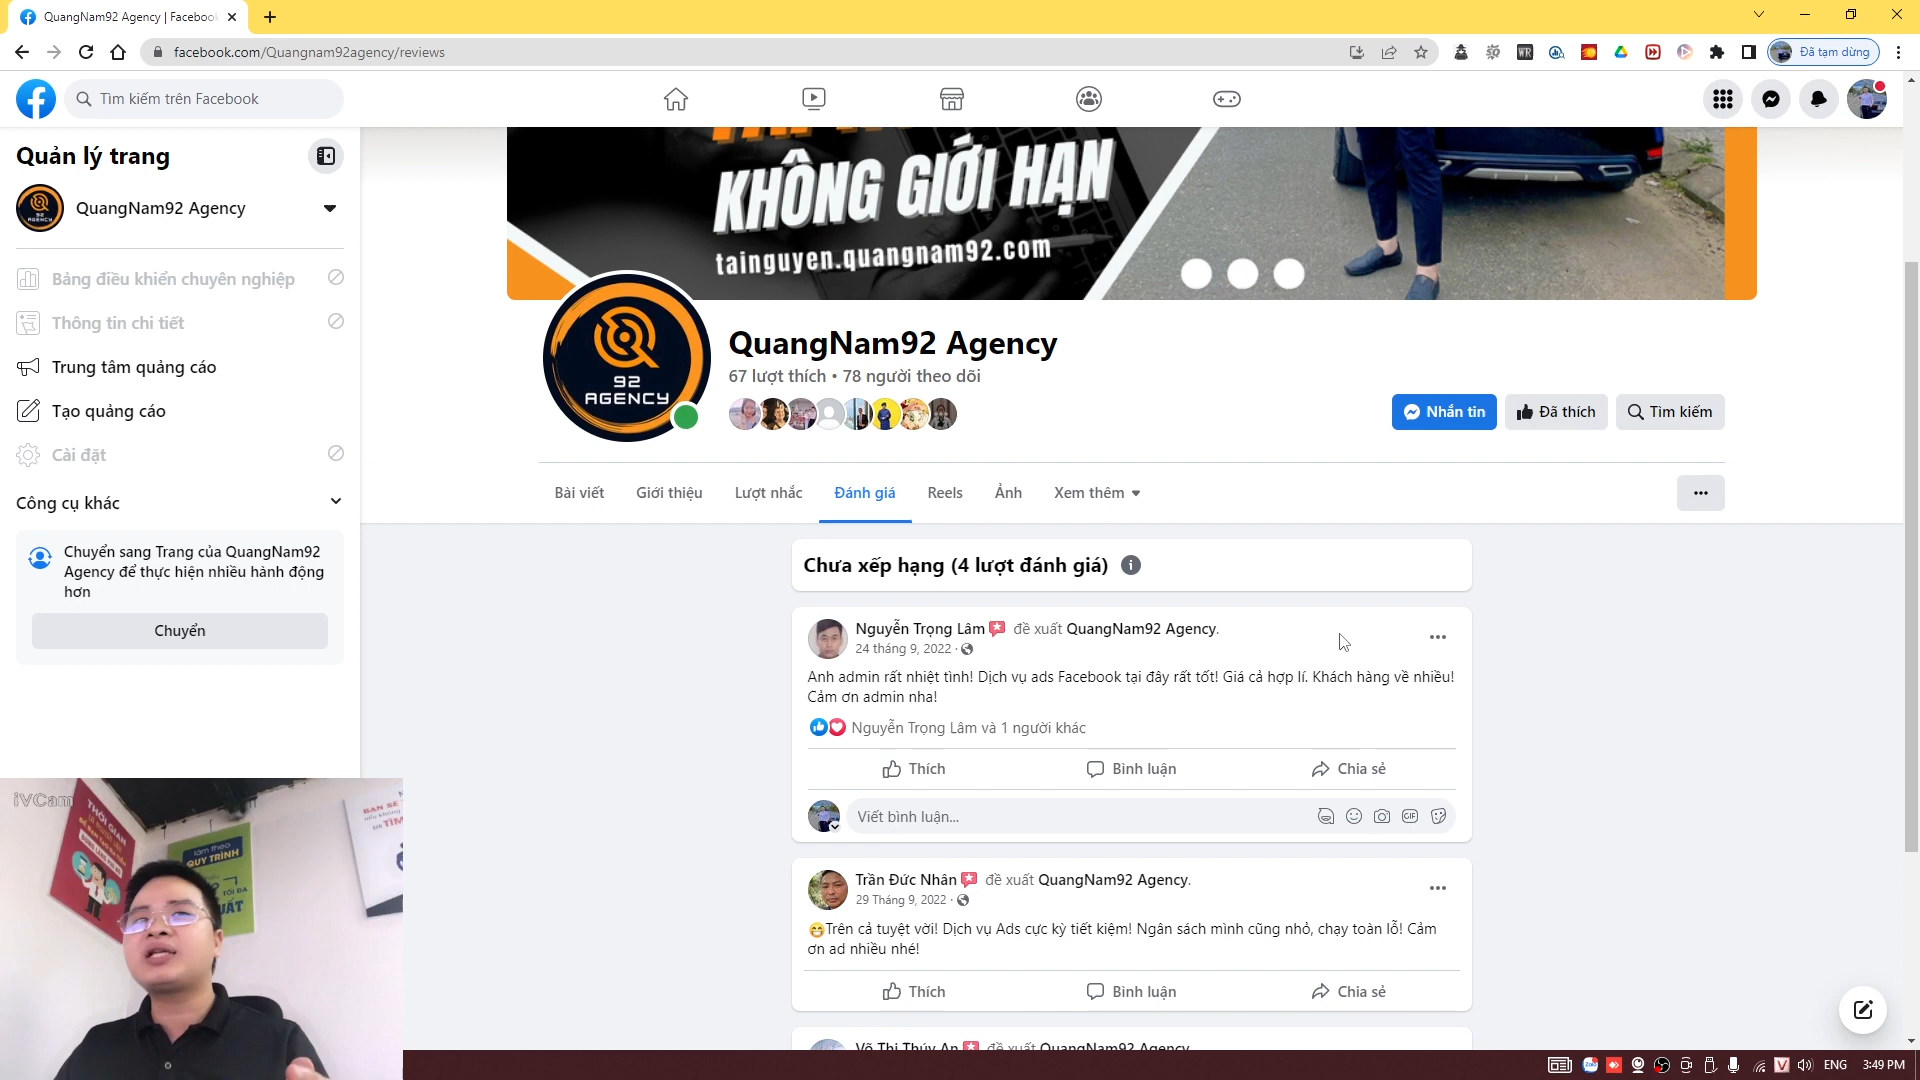 QuangNam92 Agency | Facebook
facebook.com/Quangnam92agency/reviews
Đã tạm dừng
Tìm kiếm trên Facebook
Quản lý trang
QuangNam92 Agency
Bảng điều khiển chuyên nghiệp
Thông tin chi tiết
Trung tâm quảng cáo
Tạo quảng cáo
Cài đặt
Công cụ khác
Chuyển sang Trang của QuangNam92
Agency để thực hiện nhiều hành động
hơn
Chuyển
KHÔNG GIỚI HẠN
tainguyen.quangnam92.com
92
AGENCY
QuangNam92 Agency
67 lượt thích • 78 người theo dõi
Nhắn tin
Đã thích
Tìm kiếm
Bài viết
Giới thiệu
Lượt nhắc
Đánh giá
Reels
Ảnh
Xem thêm
Chưa xếp hạng (4 lượt đánh giá)
Nguyễn Trọng Lâm đề xuất QuangNam92 Agency.
24 tháng 9, 2022 ·
Anh admin rất nhiệt tình! Dịch vụ ads Facebook tại đây rất tốt! Giá cả hợp lí. Khách hàng về nhiều!
Cảm ơn admin nha!
Nguyễn Trọng Lâm và 1 người khác
Thích
Bình luận
Chia sẻ
Viết bình luận...
GIF
Trần Đức Nhân đề xuất QuangNam92 Agency.
29 Tháng 9, 2022 ·
😁Trên cả tuyệt vời! Dịch vụ Ads cực kỳ tiết kiệm! Ngân sách mình cũng nhỏ, chạy toàn lỗ! Cảm
ơn ad nhiều nhé!
Thích
Bình luận
Chia sẻ
Võ Thị Thúy An đề xuất QuangNam92 Agency
iVCam
THỜI GIAN
làm theo
QUY TRÌNH
TỐI ĐA
BẠN SẼ
ENG
3:49 PM